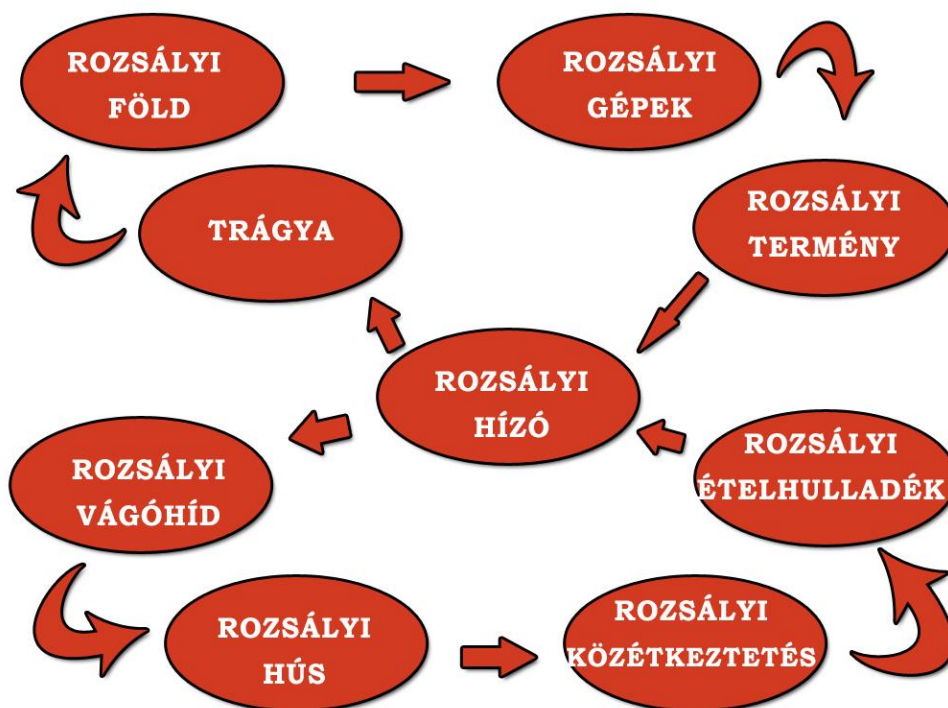 ROZSÁLYI
FÖLD
ROZSÁLYI
GÉPEK
TRÁGYA
ROZSÁLYI
TERMÉNY
ROZSÁLYI
HÍZÓ
ROZSÁLYI
VÁGÓHÍD
ROZSÁLYI
ÉTELHULLADÉK
ROZSÁLYI
HÚS
ROZSÁLYI
KÖZÉTKEZTETÉS